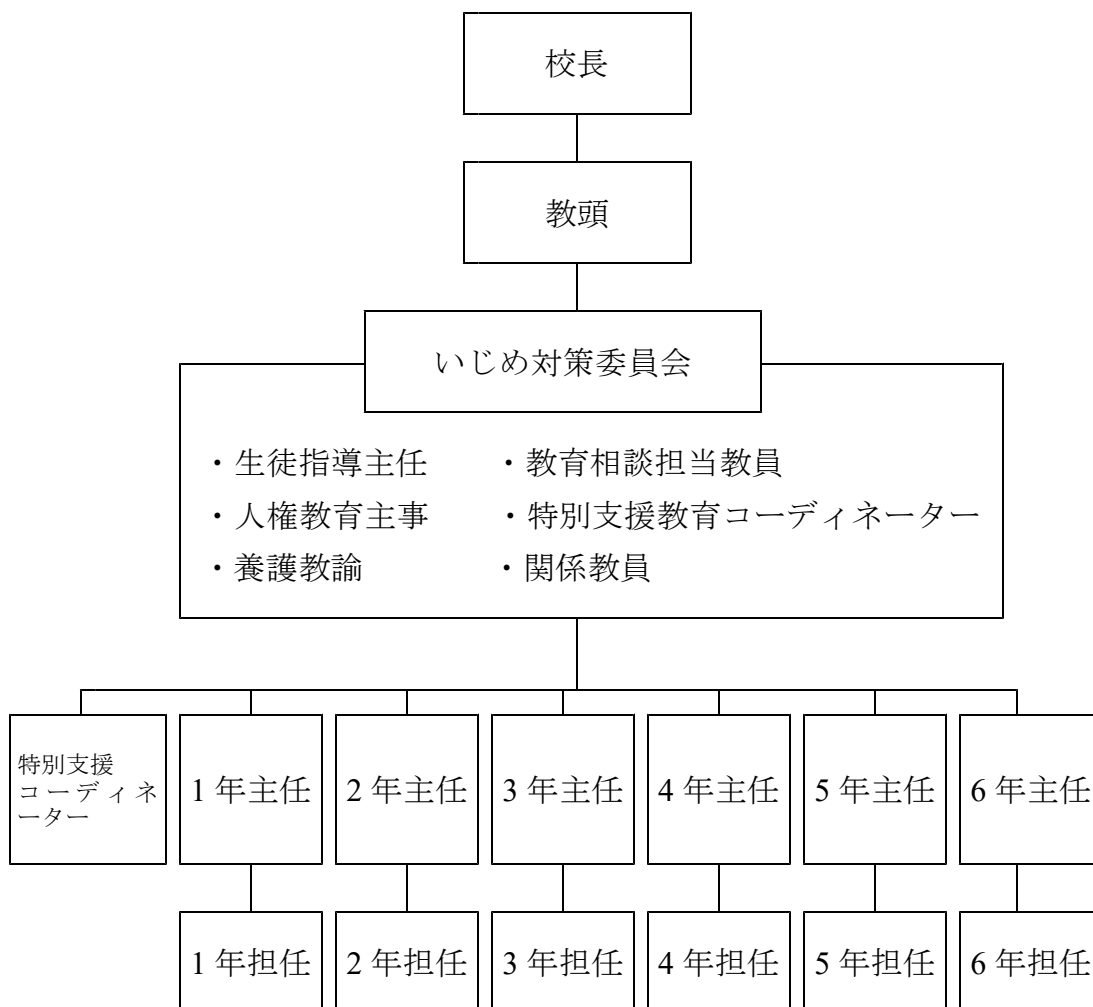 校長
教頭
いじめ対策委員会
・生徒指導主任 ・教育相談担当教員
・人権教育主事 ・特別支援教育コーディネーター
・養護教諭 ・関係教員
特別支援
コーディネ
ーター
1年主任 2年主任 3年主任 4年主任 5年主任 6年主任
1年担任 2年担任 3年担任 4年担任 5年担任 6年担任